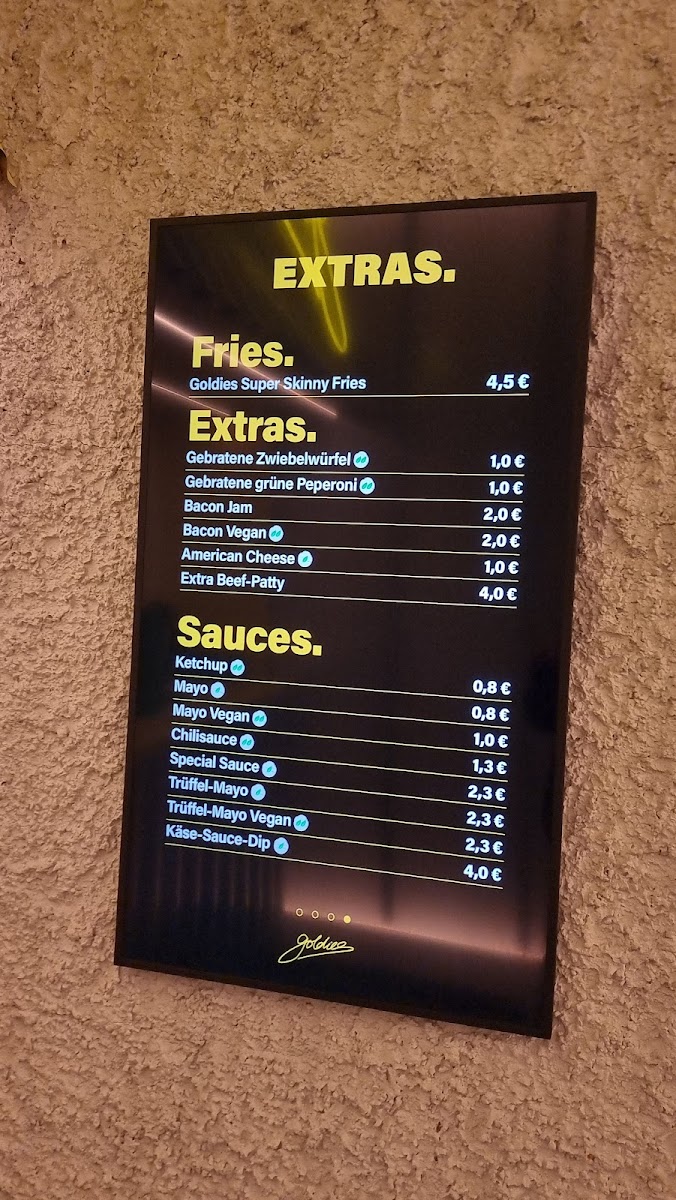 EXTRAS.
Fries.
Goldies Super Skinny Fries 4,5 €
Extras.
Gebratene Zwiebelwürfel 1,0 €
Gebratene grüne Peperoni 1,0 €
Bacon Jam 2,0 €
Bacon Vegan 2,0 €
American Cheese 1,0 €
Extra Beef-Patty 4,0 €
Sauces.
Ketchup 0,8 €
Mayo 0,8 €
Mayo Vegan 1,0 €
Chilisauce 1,3 €
Special Sauce 2,3 €
Trüffel-Mayo 2,3 €
Trüffel-Mayo Vegan 2,3 €
Käse-Sauce-Dip 4,0 €
goldies